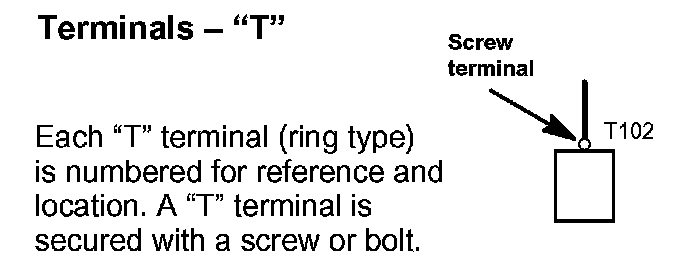 Terminals – “T”
Screw
terminal
T102
Each “T” terminal (ring type)
is numbered for reference and
location. A “T” terminal is
secured with a screw or bolt.